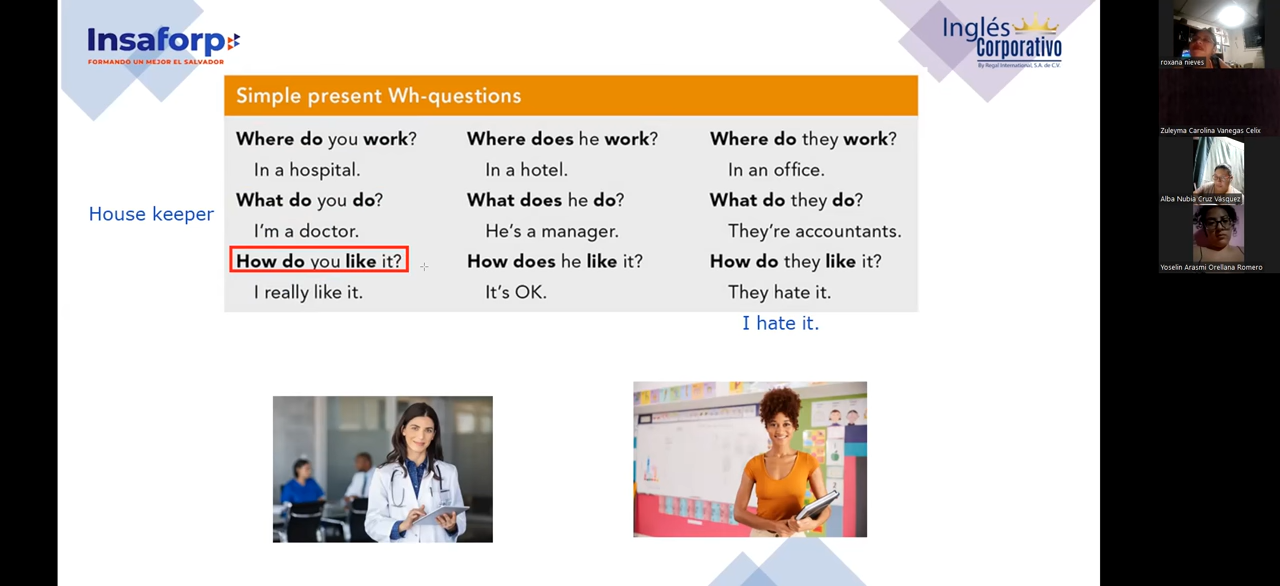 Insaforp
FORMANDO UN MEJOR EL SALVADOR
Inglés
Corporativo
By Regal International, S.A. de C.V.
Simple present Wh-questions
Where do you work? Where does he work? Where do they work?
In a hospital. In a hotel. In an office.
What do you do? What does he do? What do they do?
House keeper
I'm a doctor. He's a manager. They're accountants.
How do you like it? How does he like it? How do they like it?
I really like it. It's OK. They hate it.
I hate it.
roxana nieves
Zuleyma Carolina Vanegas Celix
Alba Nubia Cruz Vásquez
Yoselin Arasmi Orellana Romero